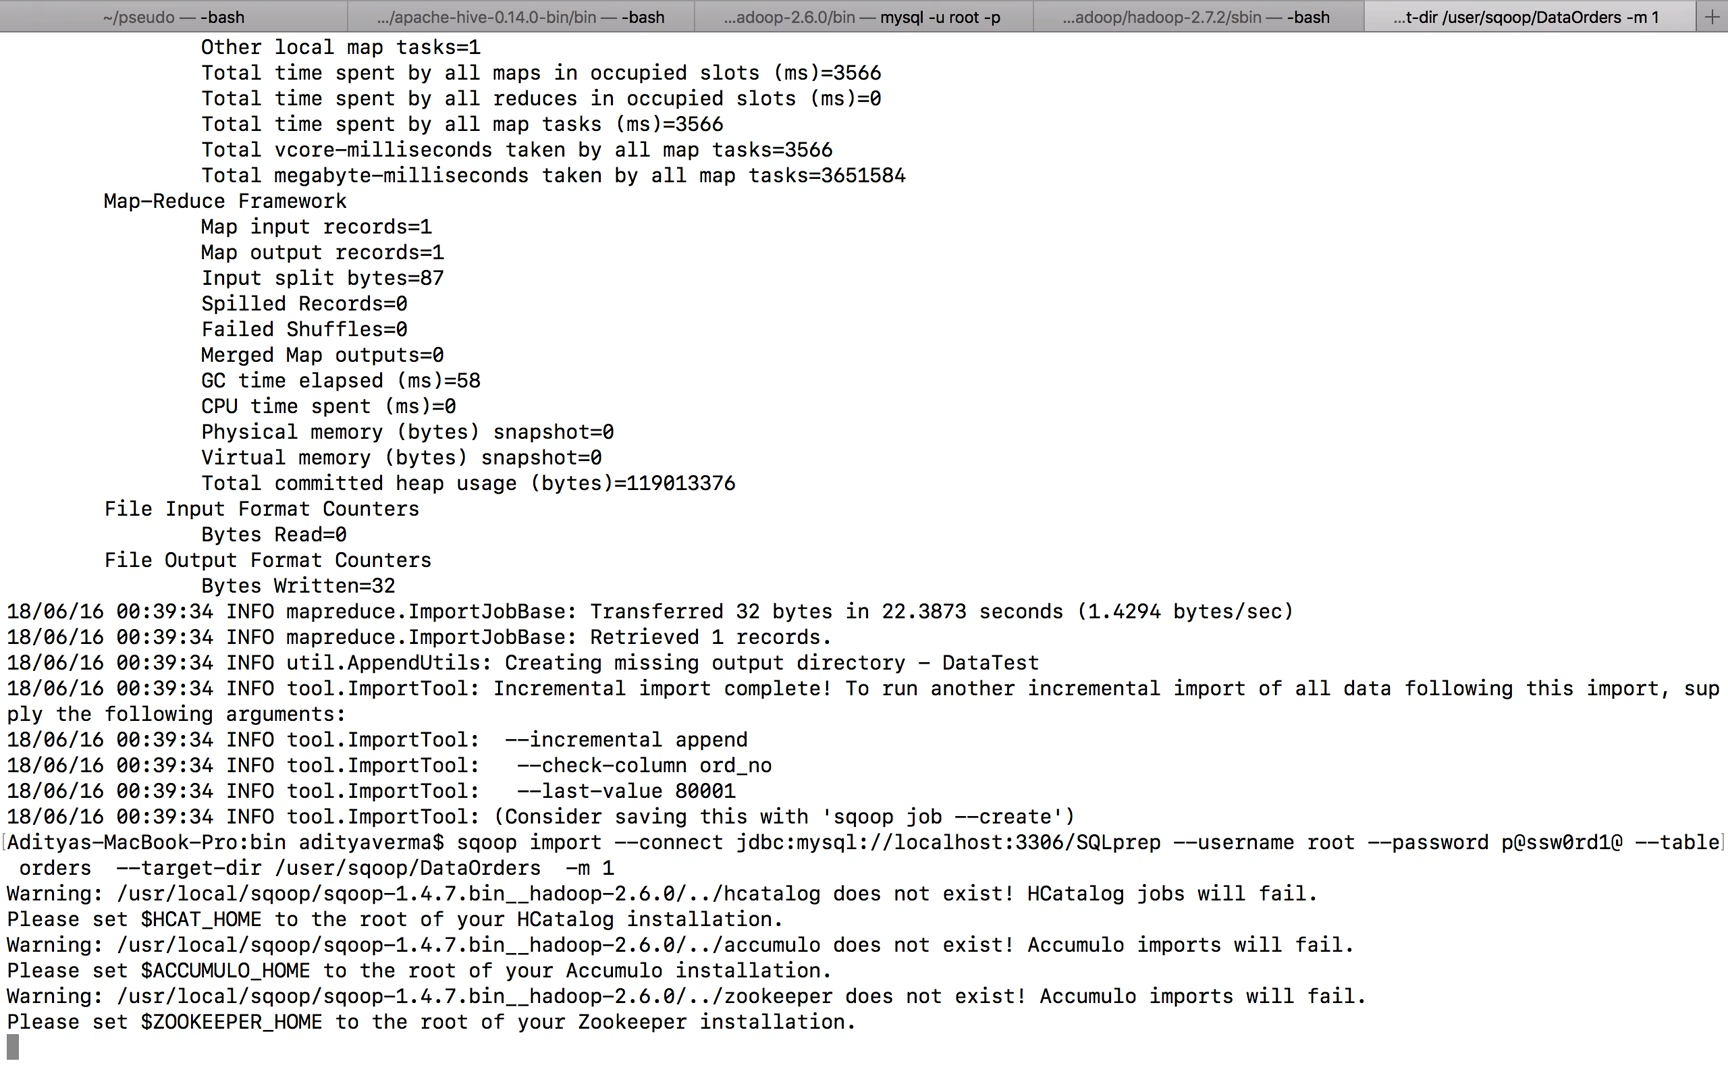 ~/pseudo — -bash
.../apache-hive-0.14.0-bin/bin — -bash
...adoop-2.6.0/bin — mysql -u root -p
...adoop/hadoop-2.7.2/sbin — -bash
...t-dir /user/sqoop/DataOrders -m 1
+
Other local map tasks=1
Total time spent by all maps in occupied slots (ms)=3566
Total time spent by all reduces in occupied slots (ms)=0
Total time spent by all map tasks (ms)=3566
Total vcore-milliseconds taken by all map tasks=3566
Total megabyte-milliseconds taken by all map tasks=3651584
Map-Reduce Framework
Map input records=1
Map output records=1
Input split bytes=87
Spilled Records=0
Failed Shuffles=0
Merged Map outputs=0
GC time elapsed (ms)=58
CPU time spent (ms)=0
Physical memory (bytes) snapshot=0
Virtual memory (bytes) snapshot=0
Total committed heap usage (bytes)=119013376
File Input Format Counters
Bytes Read=0
File Output Format Counters
Bytes Written=32
18/06/16 00:39:34 INFO mapreduce.ImportJobBase: Transferred 32 bytes in 22.3873 seconds (1.4294 bytes/sec)
18/06/16 00:39:34 INFO mapreduce.ImportJobBase: Retrieved 1 records.
18/06/16 00:39:34 INFO util.AppendUtils: Creating missing output directory - DataTest
18/06/16 00:39:34 INFO tool.ImportTool: Incremental import complete! To run another incremental import of all data following this import, sup
ply the following arguments:
18/06/16 00:39:34 INFO tool.ImportTool:  --incremental append
18/06/16 00:39:34 INFO tool.ImportTool:   --check-column ord_no
18/06/16 00:39:34 INFO tool.ImportTool:   --last-value 80001
18/06/16 00:39:34 INFO tool.ImportTool: (Consider saving this with 'sqoop job --create')
[Adityas-MacBook-Pro:bin adityaverma$ sqoop import --connect jdbc:mysql://localhost:3306/SQLprep --username root --password p@ssw0rd1@ --table]
orders  --target-dir /user/sqoop/DataOrders  -m 1
Warning: /usr/local/sqoop/sqoop-1.4.7.bin__hadoop-2.6.0/../hcatalog does not exist! HCatalog jobs will fail.
Please set $HCAT_HOME to the root of your HCatalog installation.
Warning: /usr/local/sqoop/sqoop-1.4.7.bin__hadoop-2.6.0/../accumulo does not exist! Accumulo imports will fail.
Please set $ACCUMULO_HOME to the root of your Accumulo installation.
Warning: /usr/local/sqoop/sqoop-1.4.7.bin__hadoop-2.6.0/../zookeeper does not exist! Accumulo imports will fail.
Please set $ZOOKEEPER_HOME to the root of your Zookeeper installation.